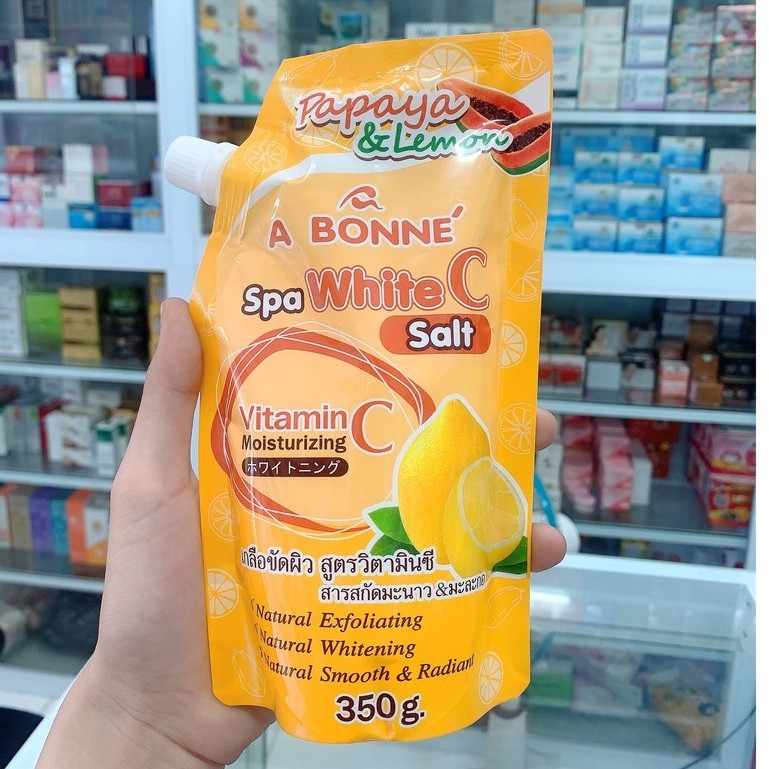 Papaya
& Lemon
A BONNE´
Spa White C
Salt
Vitamin C
Moisturizing
ホワイトニング
เกลือขัดผิว สูตรวิตามินซี
สารสกัดมะนาว & มะละกอ
Natural Exfoliating
Natural Whitening
Natural Smooth & Radiant
350 g.